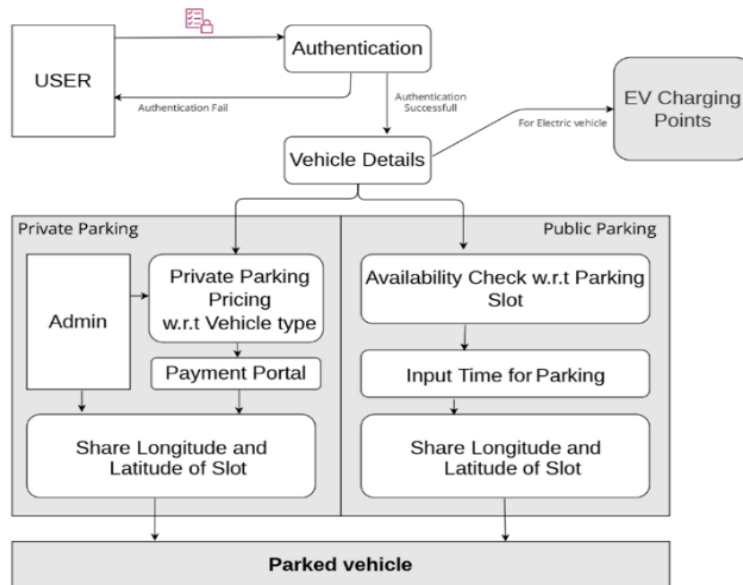 USER
Authentication
Authentication Fail
Authentication
Successfull
For Electric vehicle
EV Charging
Points
Vehicle Details
Private Parking
Public Parking
Admin
Private Parking
Pricing
w.r.t Vehicle type
Payment Portal
Share Longitude and
Latitude of Slot
Availability Check w.r.t Parking
Slot
Input Time for Parking
Share Longitude and
Latitude of Slot
Parked vehicle